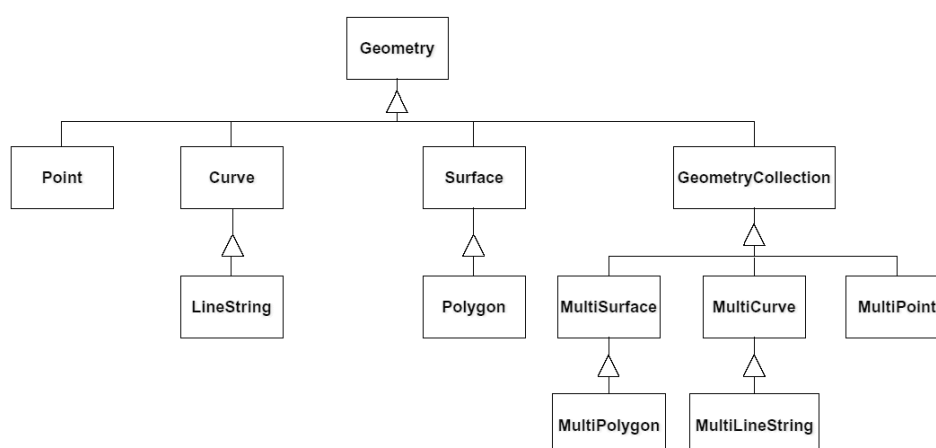 Geometry
Point
Curve
Surface
GeometryCollection
LineString
Polygon
MultiSurface
MultiCurve
MultiPoint
MultiPolygon
MultiLineString